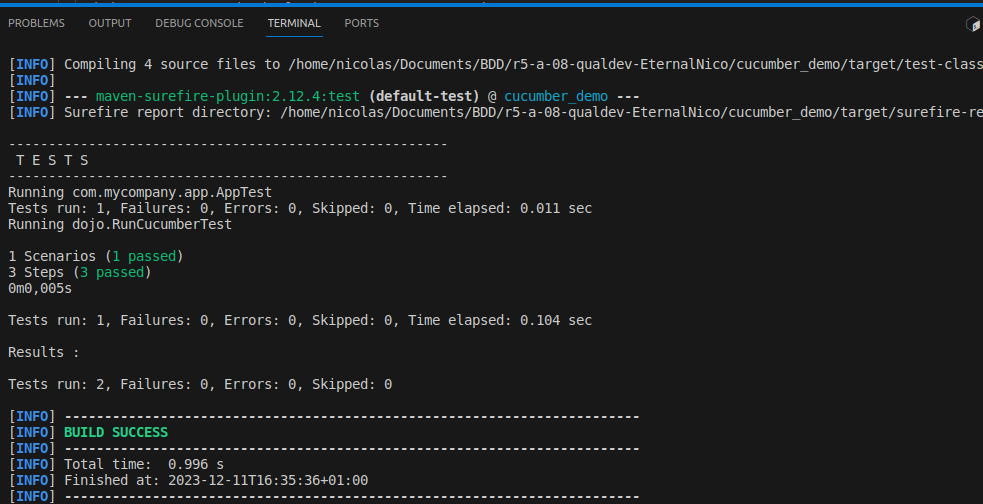 PROBLEMS OUTPUT DEBUG CONSOLE TERMINAL PORTS
[INFO] Compiling 4 source files to /home/nicolas/Documents/BDD/r5-a-08-qualdev-EternalNico/cucumber_demo/target/test-class
[INFO]
[INFO] --- maven-surefire-plugin:2.12.4:test (default-test) @ cucumber_demo ---
[INFO] Surefire report directory: /home/nicolas/Documents/BDD/r5-a-08-qualdev-EternalNico/cucumber_demo/target/surefire-re
-------------------------------------------------------
 T E S T S
-------------------------------------------------------
Running com.mycompany.app.AppTest
Tests run: 1, Failures: 0, Errors: 0, Skipped: 0, Time elapsed: 0.011 sec
Running dojo.RunCucumberTest
1 Scenarios (1 passed)
3 Steps (3 passed)
0m0,005s
Tests run: 1, Failures: 0, Errors: 0, Skipped: 0, Time elapsed: 0.104 sec
Results :
Tests run: 2, Failures: 0, Errors: 0, Skipped: 0
[INFO] ------------------------------------------------------------------------
[INFO] BUILD SUCCESS
[INFO] ------------------------------------------------------------------------
[INFO] Total time:  0.996 s
[INFO] Finished at: 2023-12-11T16:35:36+01:00
[INFO] ------------------------------------------------------------------------